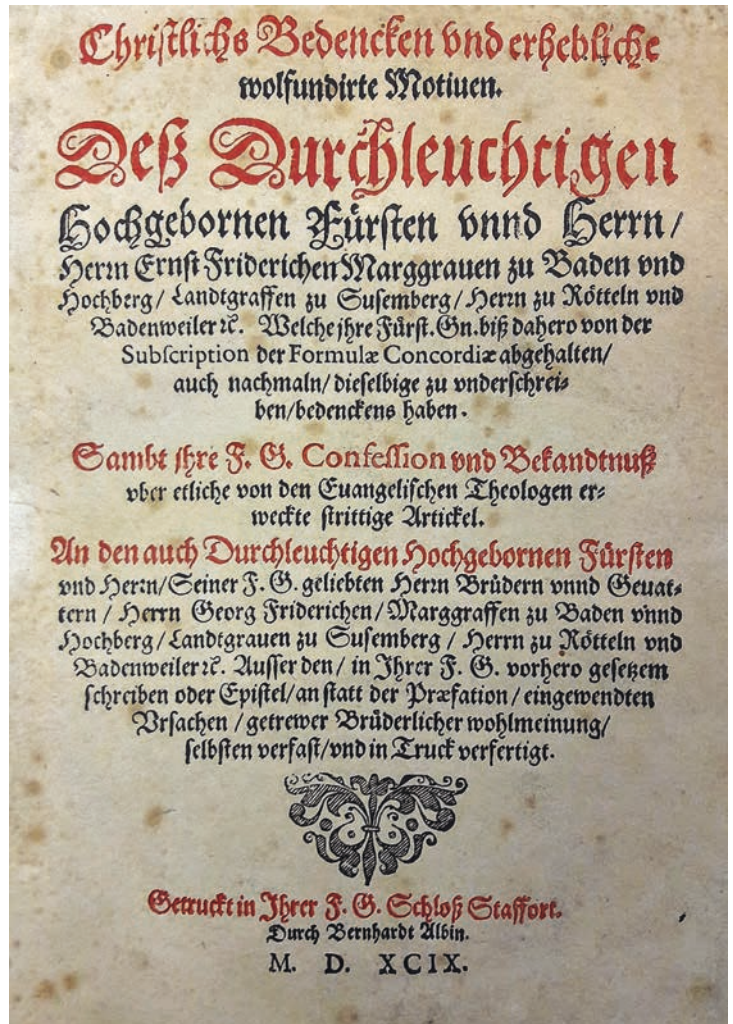 Christlichs Bedencken vnd erhebliche
wolfundirte Motiuen.
Deß Durchleuchtigen
Hochgebornen Fürsten vnnd Herrn/
Herrn Ernst Friderichen Marggrauen zu Baden vnd
Hochberg/ Landtgraffen zu Susemberg/ Herrn zu Rötteln vnd
Badenweiler ꝛc. Welche jhre Fürst. Gn. biß dahero von der
Subscription der Formulæ Concordiæ abgehalten/
auch nachmaln/ dieselbige zu vnderschrei⸗
ben/ bedenckens haben.
Sambt jhre F. G. Confession vnd Bekandtnuß
vber etliche von den Euangelischen Theologen er⸗
weckte strittige Artickel.
An den auch Durchleuchtigen Hochgebornen Fürsten
vnd Herrn/ Seiner F. G. geliebten Herrn Brüdern vnnd Geuat⸗
tern / Herrn Georg Friderichen/ Marggraffen zu Baden vnnd
Hochberg/ Landtgrauen zu Susemberg / Herrn zu Rötteln vnd
Badenweiler ꝛc. Ausser den/ in Jhrer F. G. vorhero gesetzem
schreiben oder Epistel/ an statt der Præfation/ eingewendten
Vrsachen / getrewer Brüderlicher wohlmeinung/
selbsten verfast/ vnd in Truck verfertigt.
Getruckt in Jhrer F. G. Schloß Staffort.
Durch Bernhardt Albin.
M. D. XCIX.